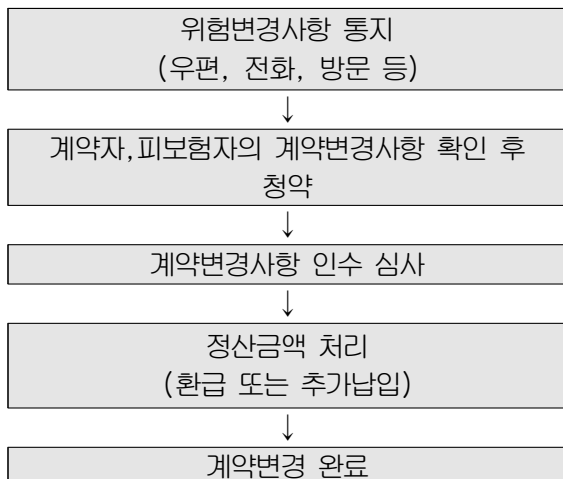 위험변경사항 통지
(우편, 전화, 방문 등)
↓
계약자,피보험자의 계약변경사항 확인 후
청약
↓
계약변경사항 인수 심사
↓
정산금액 처리
(환급 또는 추가납입)
↓
계약변경 완료